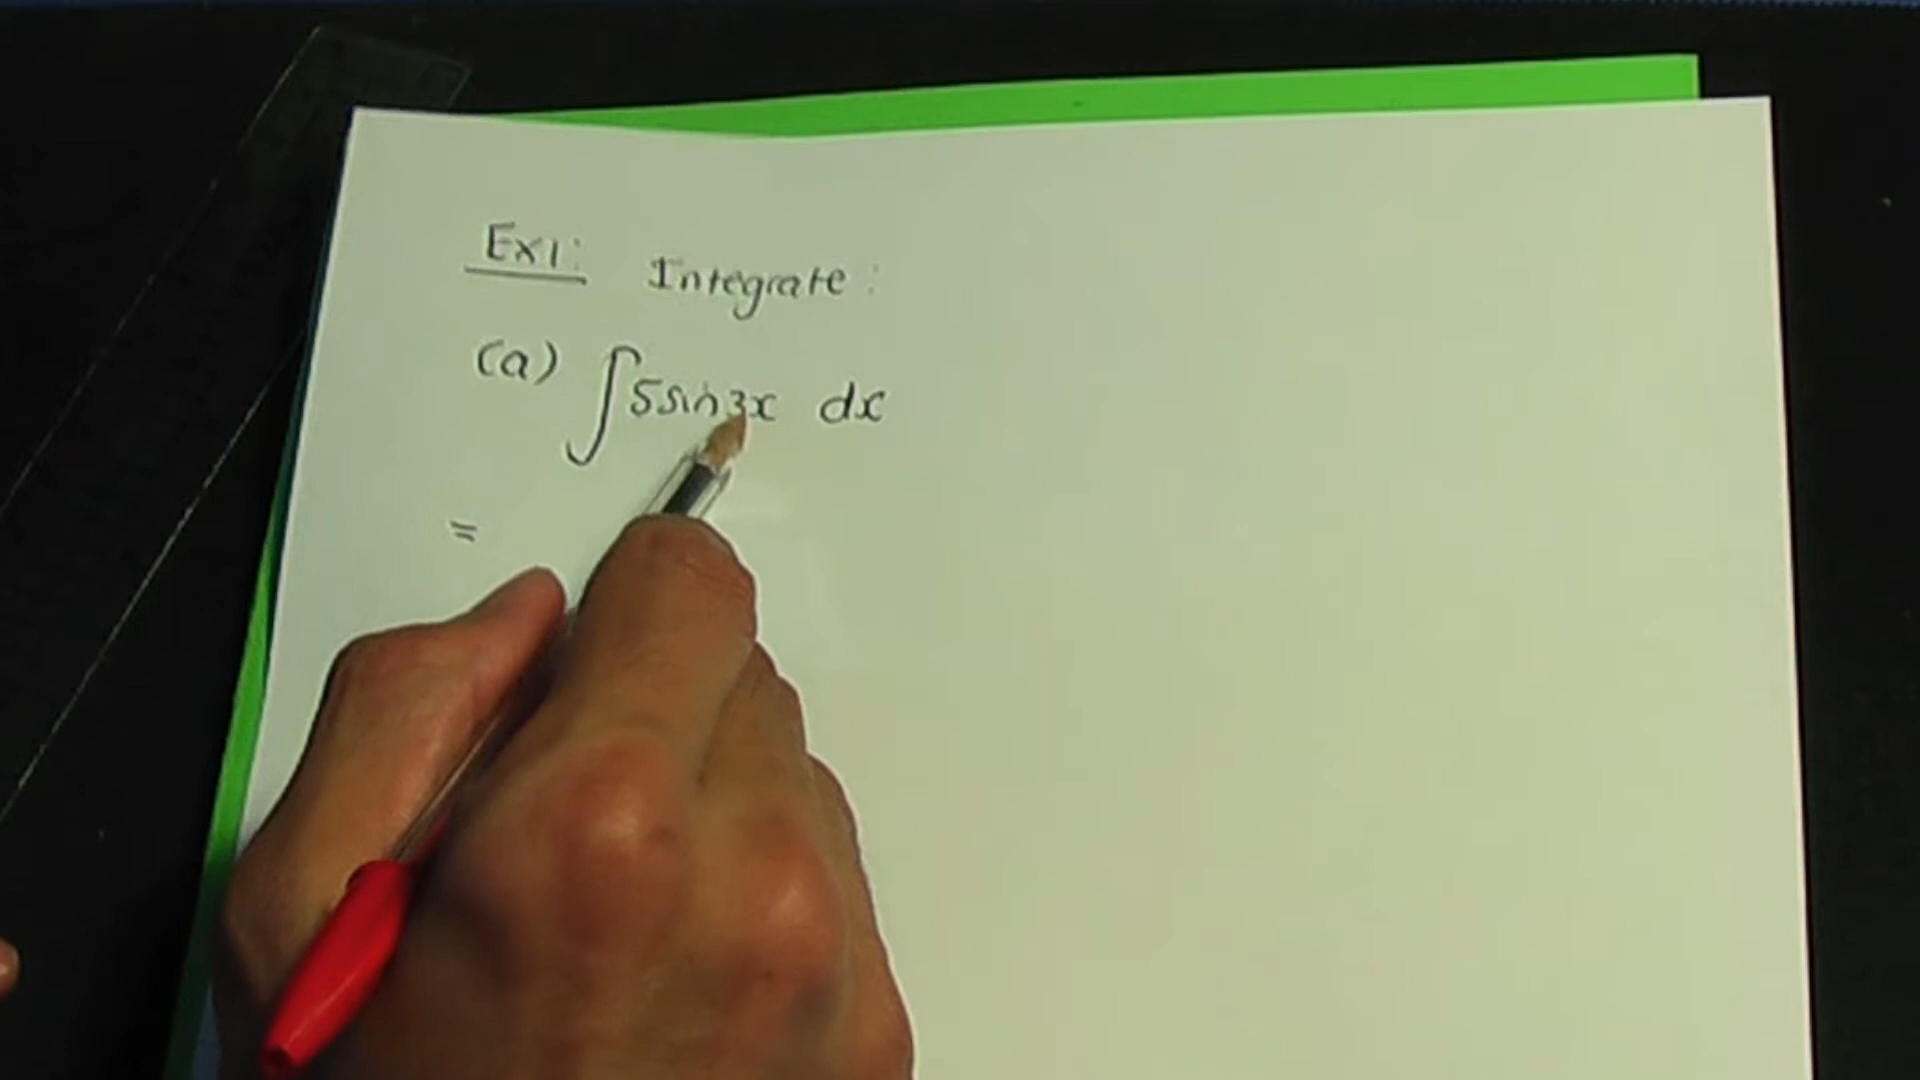 Ex1: Integrate:
(a) ∫5sin3x dx
=